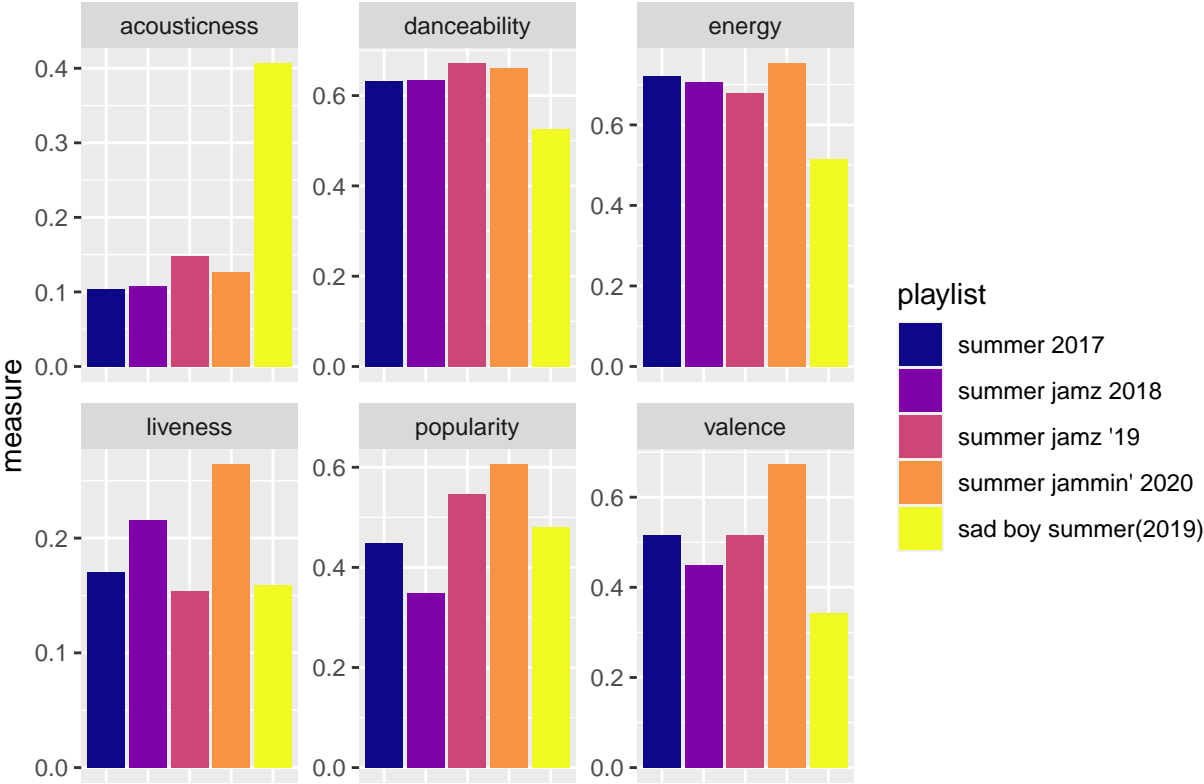 acousticness danceability energy
0.4
0.3
0.2
0.1
0.0
0.6
0.4
0.2
0.0
0.6
0.4
0.2
0.0
measure
liveness popularity valence
0.2
0.1
0.0
0.6
0.4
0.2
0.0
0.6
0.4
0.2
0.0
playlist
summer 2017
summer jamz 2018
summer jamz '19
summer jammin' 2020
sad boy summer(2019)